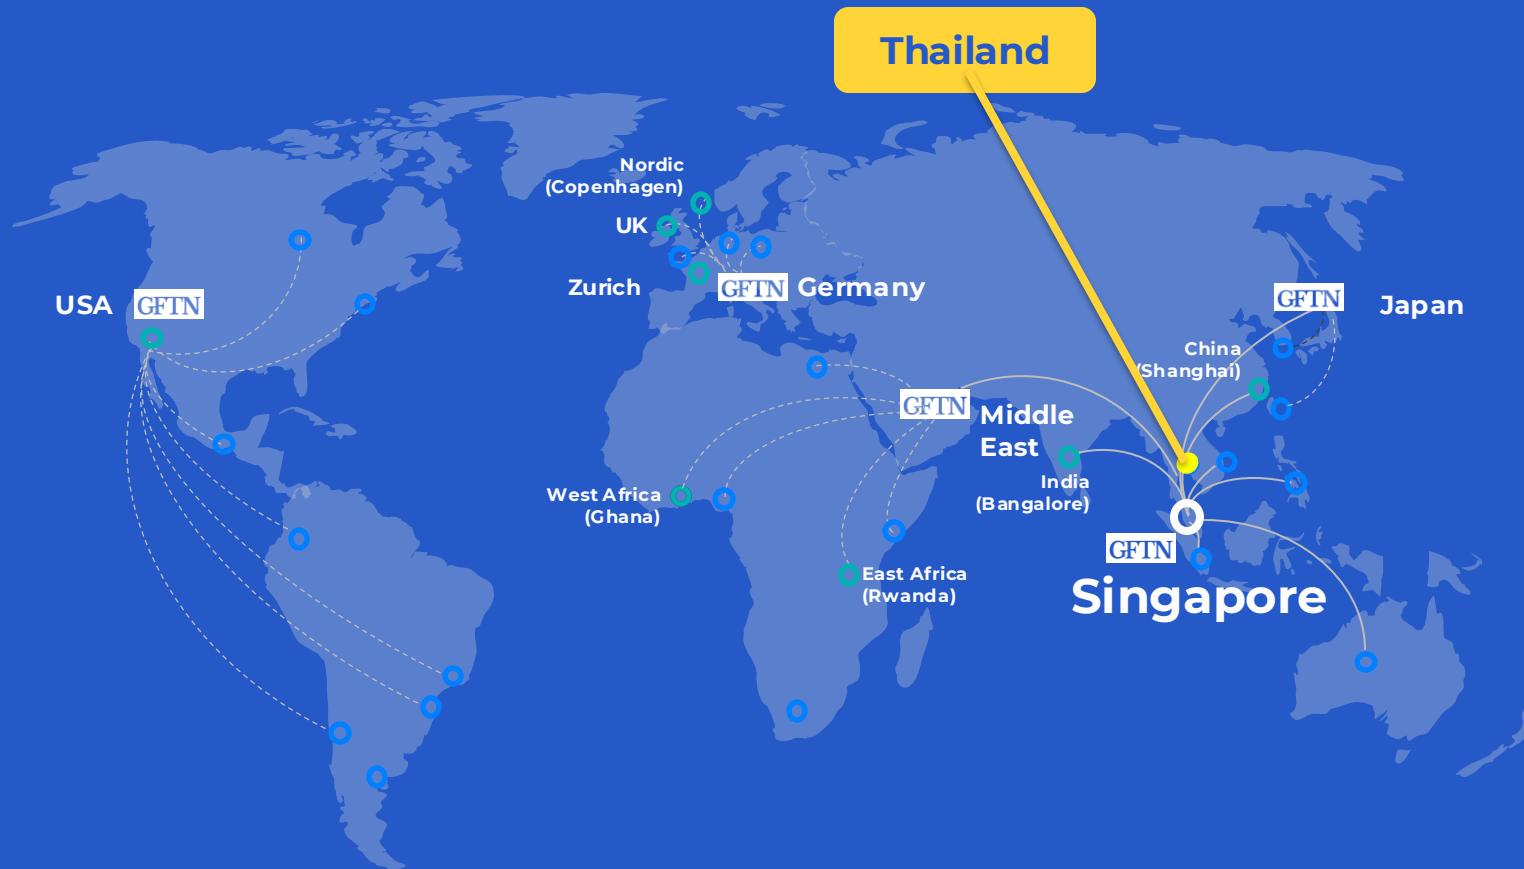 Thailand
Nordic
(Copenhagen)
UK
Zurich
GFTN
Germany
USA
GFTN
GFTN
Japan
China
(Shanghai)
GFTN
Middle
East
India
(Bangalore)
West Africa
(Ghana)
GFTN
Singapore
East Africa
(Rwanda)